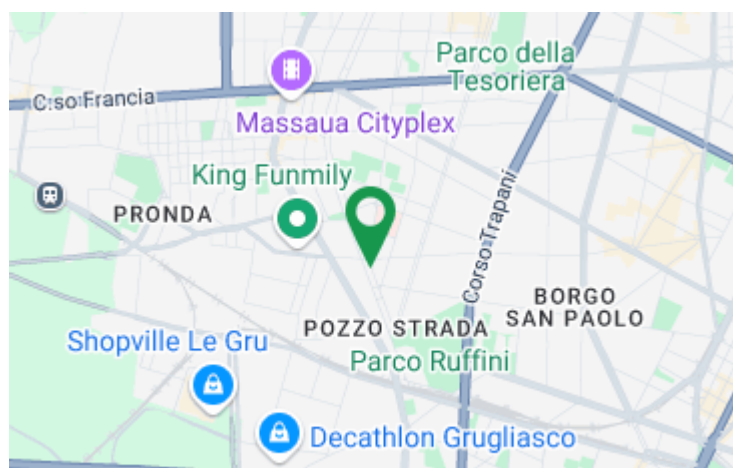 Parco della
Tesoriera
C.so Francia
Massaua Cityplex
King Funmily
PRONDA
Corso Trapani
BORGO
SAN PAOLO
POZZO STRADA
Shopville Le Gru
Parco Ruffini
Decathlon Grugliasco